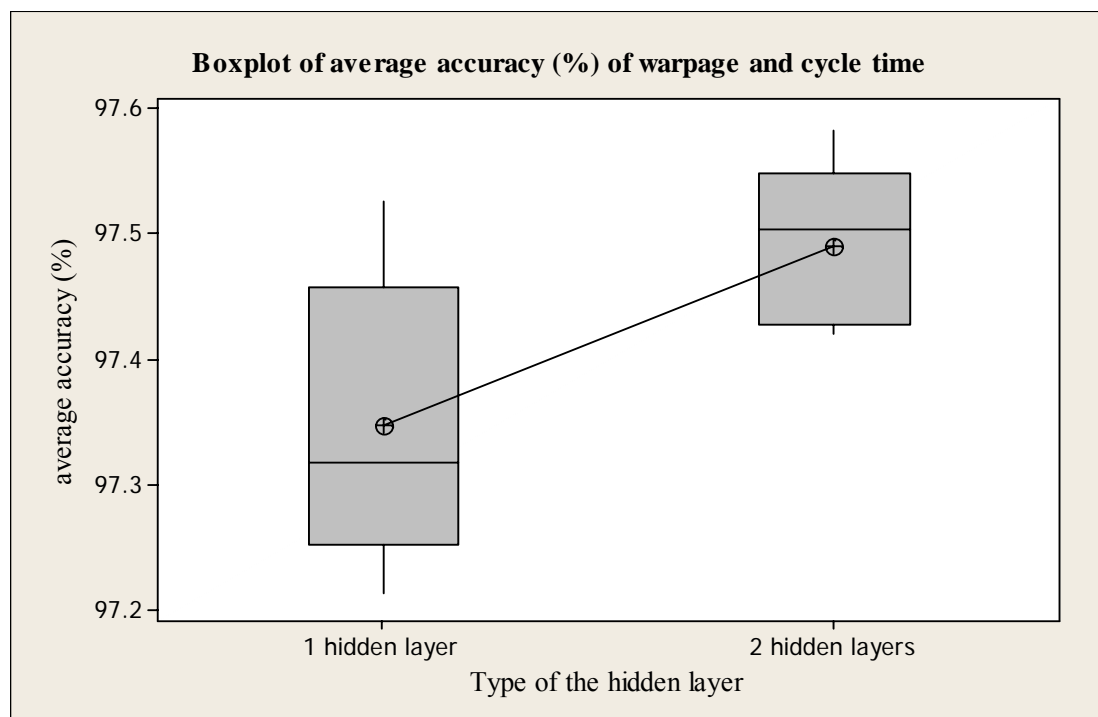 Boxplot of average accuracy (%) of warpage and cycle time
97.6
97.5
97.4
97.3
97.2
average accuracy (%)
1 hidden layer
2 hidden layers
Type of the hidden layer